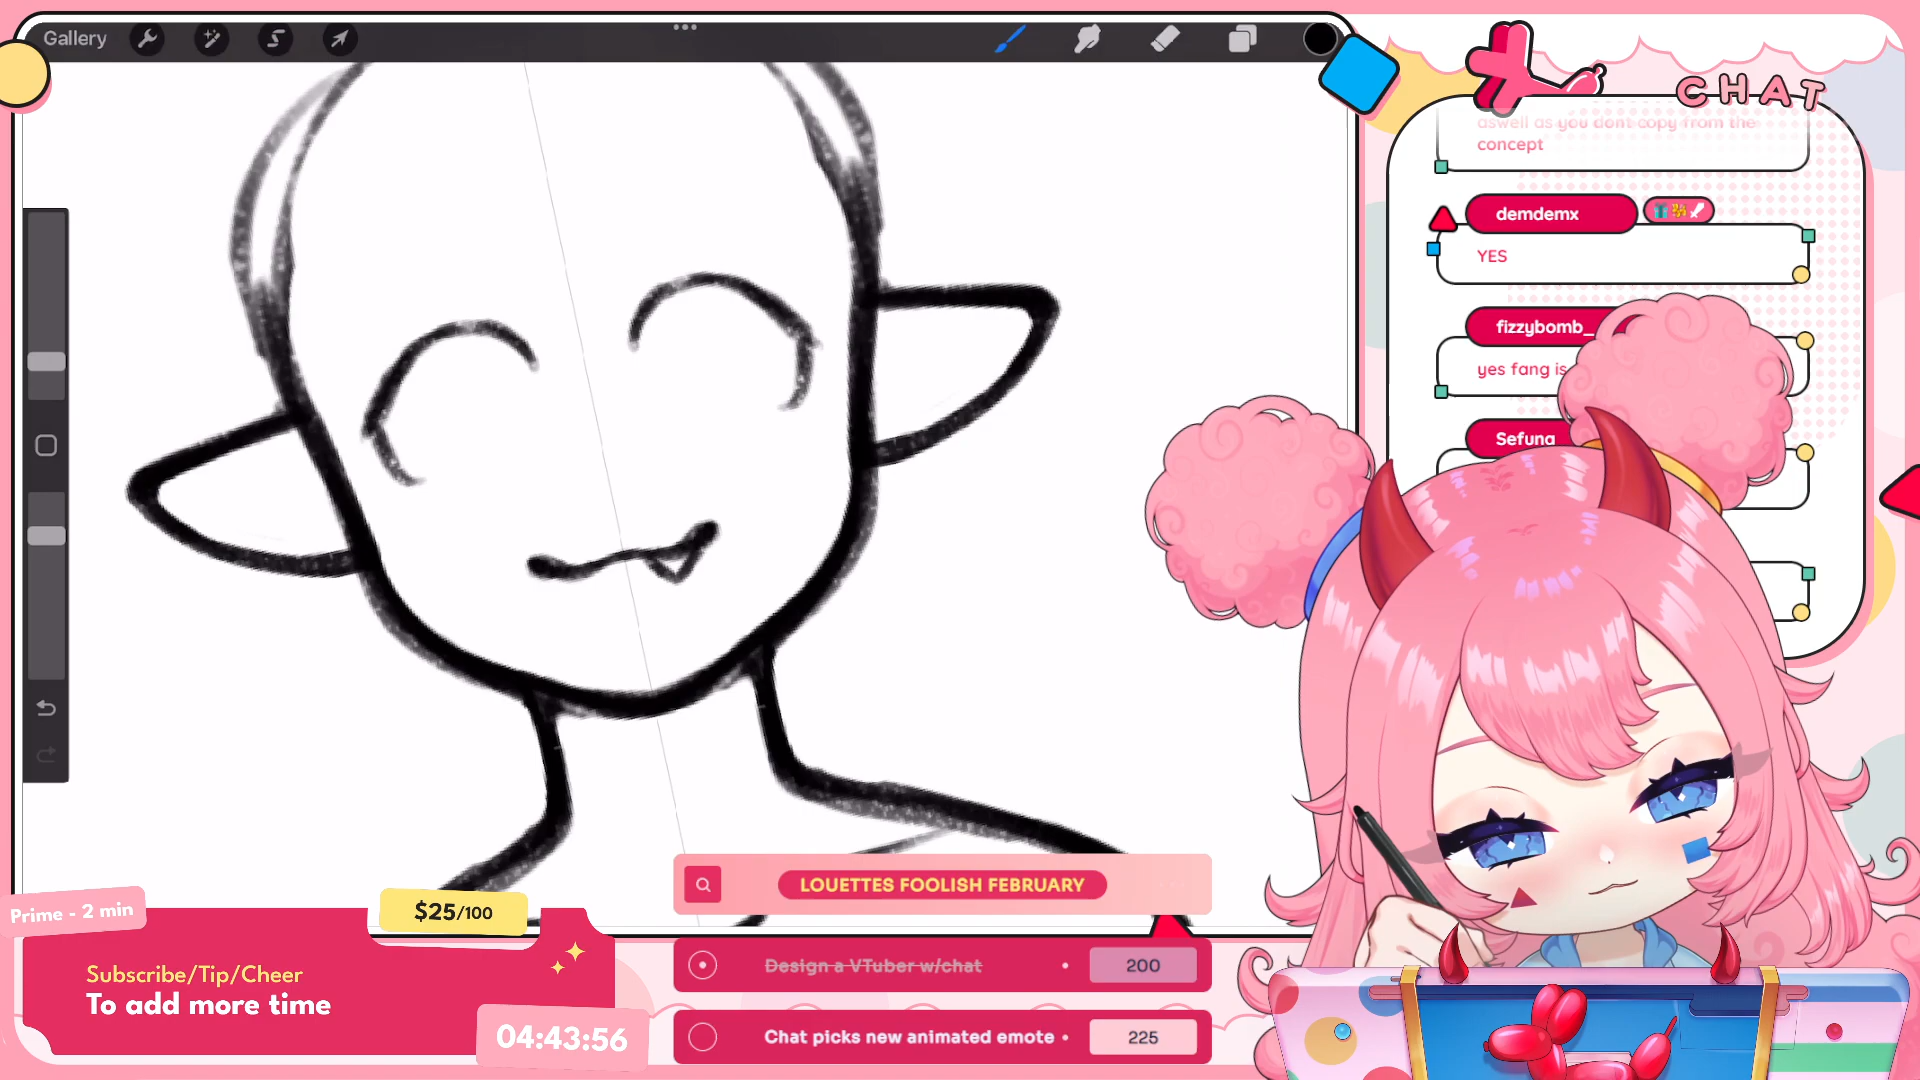 Gallery
CHAT
aswell as you dont copy from the
concept
demdemx
YES
fizzybomb_
yes fang is
Sefuna
LOUETTES FOOLISH FEBRUARY
Design a VTuber w/chat • 200
Chat picks new animated emote • 225
Prime - 2 min
$25/100
Subscribe/Tip/Cheer
To add more time
04:43:56